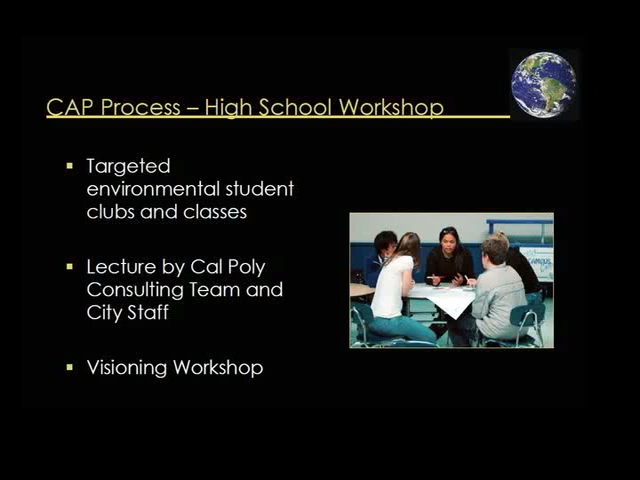 CAP Process – High School Workshop
▪ Targeted
environmental student
clubs and classes
▪ Lecture by Cal Poly
Consulting Team and
City Staff
▪ Visioning Workshop